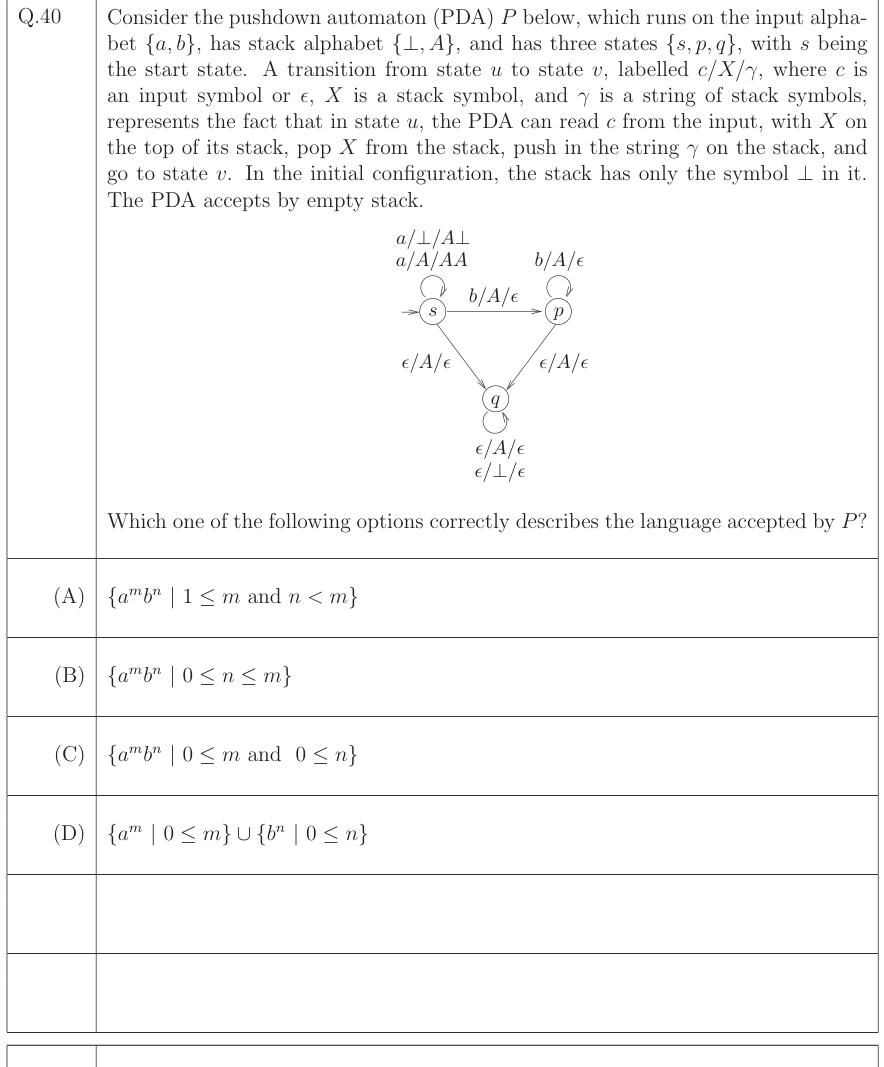 Q.40
Consider the pushdown automaton (PDA) P below, which runs on the input alpha-
bet {a, b}, has stack alphabet {⊥, A}, and has three states {s, p, q}, with s being
the start state. A transition from state u to state v, labelled c/X/γ, where c is
an input symbol or ϵ, X is a stack symbol, and γ is a string of stack symbols,
represents the fact that in state u, the PDA can read c from the input, with X on
the top of its stack, pop X from the stack, push in the string γ on the stack, and
go to state v. In the initial configuration, the stack has only the symbol ⊥ in it.
The PDA accepts by empty stack.
a/⊥/A⊥
a/A/AA
b/A/ϵ
b/A/ϵ
s
p
ϵ/A/ϵ
ϵ/A/ϵ
q
ϵ/A/ϵ
ϵ/⊥/ϵ
Which one of the following options correctly describes the language accepted by P?
(A) {aᵐbⁿ | 1 ≤ m and n < m}
(B) {aᵐbⁿ | 0 ≤ n ≤ m}
(C) {aᵐbⁿ | 0 ≤ m and 0 ≤ n}
(D) {aᵐ | 0 ≤ m} ∪ {bⁿ | 0 ≤ n}